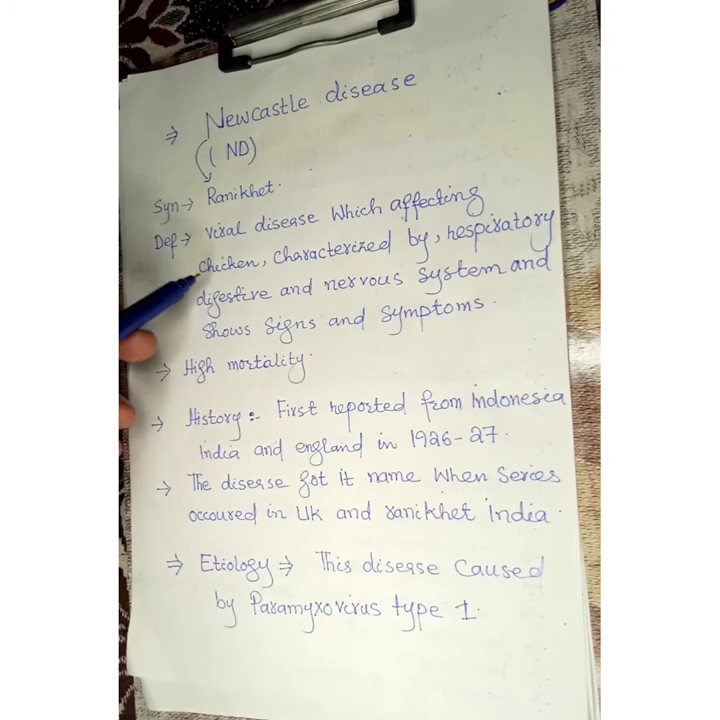 ⇒ Newcastle disease
( ND)
Syn → Ranikhet.
Def → viral disease Which affecting
chicken, characterized by, respiratory
digestive and nervous system and
shows signs and symptoms.
→ High mortality.
→ History :- First reported from indonesia
india and england in 1926-27.
→ The disease got it name When series
occoured in UK and ranikhet india.
⇒ Etiology ⇒ This disease caused
by Paramyxovirus type 1.